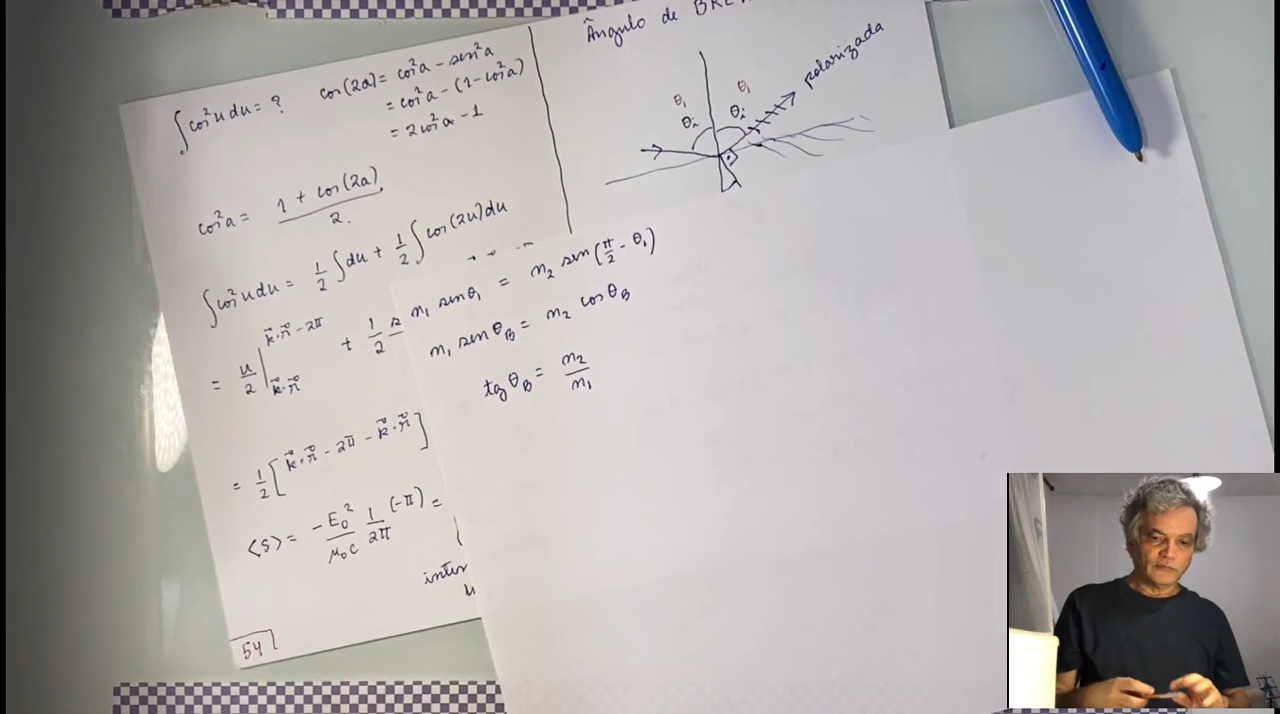 ∫cos²u du = ?
cos(2a) = cos²a - sen²a
= cos²a - (1 - cos²a)
= 2cos²a - 1
cos²a = (1 + cos(2a))/2.
∫cos²u du = 1/2 ∫du + 1/2 ∫cos(2u)du
= u/2 |_{k⃗·r⃗}^{k⃗·r⃗ - 2π} + 1/2
= 1/2 [k⃗·r⃗ - 2π - k⃗·r⃗]
<S> = -E₀²/μ₀c 1/2π (-π) =
54
Ângulo de
θ₁ θ₁
θi θi
polarizada
n₁ sen θ₁ = n₂ sen(π/2 - θ₁)
n₁ sen θ_B = n₂ cos θ_B
tg θ_B = n₂/n₁